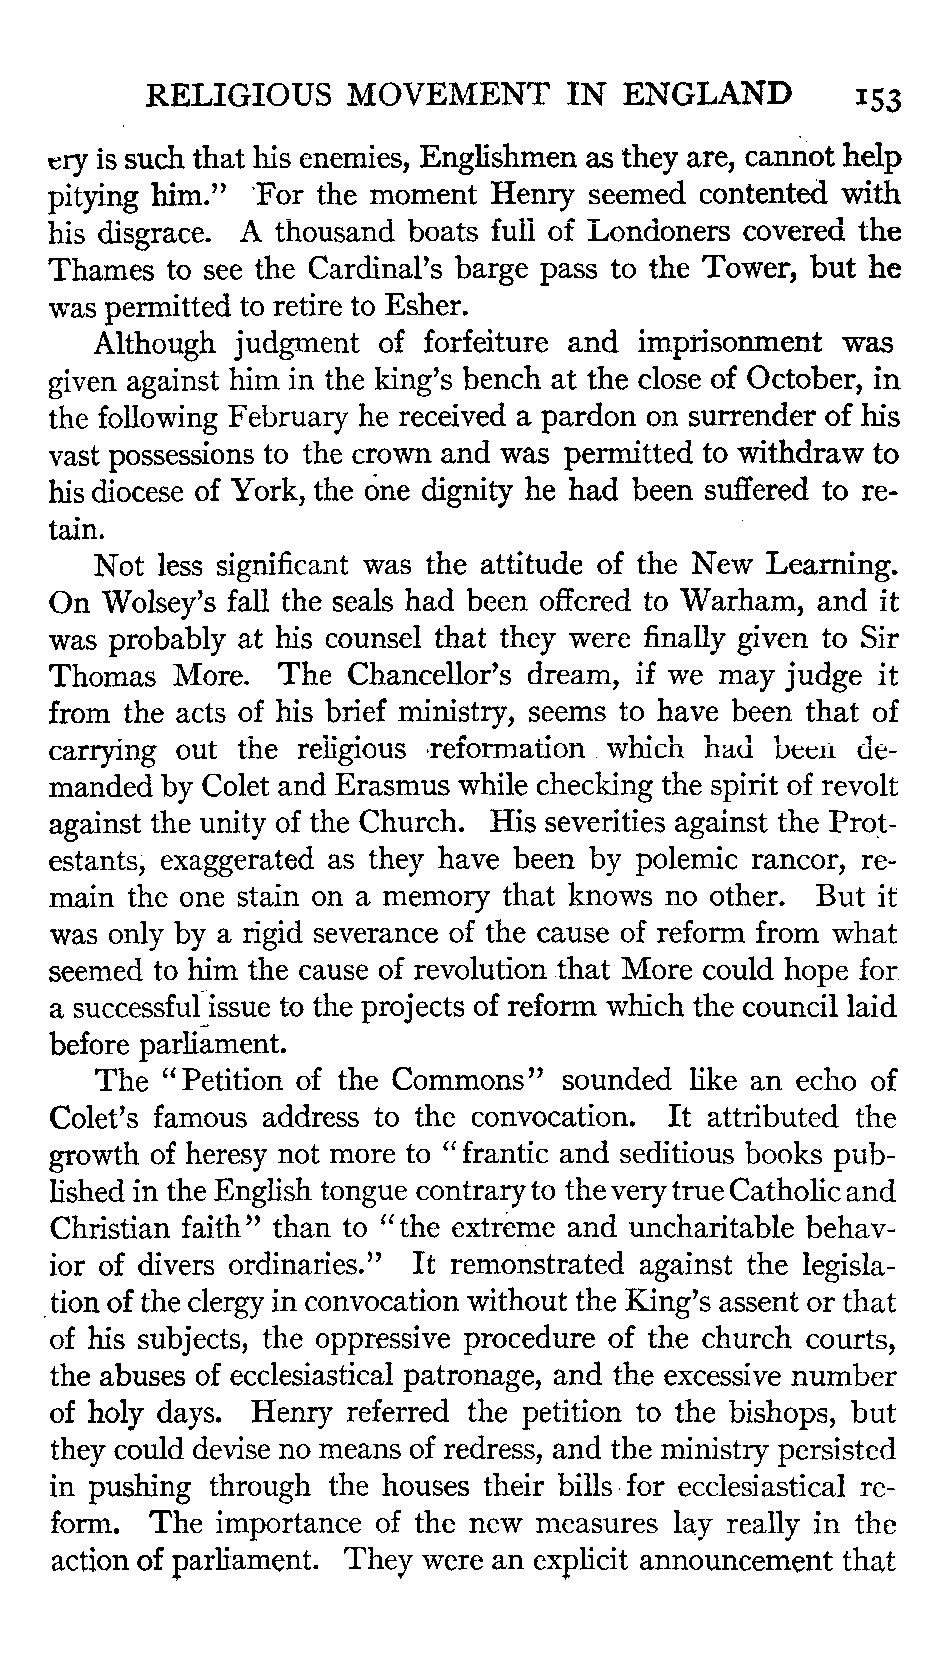 RELIGIOUS MOVEMENT IN ENGLAND 153
ery is such that his enemies, Englishmen as they are, cannot help
pitying him." For the moment Henry seemed contented with
his disgrace. A thousand boats full of Londoners covered the
Thames to see the Cardinal's barge pass to the Tower, but he
was permitted to retire to Esher.
Although judgment of forfeiture and imprisonment was
given against him in the king's bench at the close of October, in
the following February he received a pardon on surrender of his
vast possessions to the crown and was permitted to withdraw to
his diocese of York, the one dignity he had been suffered to re-
tain.
Not less significant was the attitude of the New Learning.
On Wolsey's fall the seals had been offered to Warham, and it
was probably at his counsel that they were finally given to Sir
Thomas More. The Chancellor's dream, if we may judge it
from the acts of his brief ministry, seems to have been that of
carrying out the religious reformation which had been de-
manded by Colet and Erasmus while checking the spirit of revolt
against the unity of the Church. His severities against the Prot-
estants, exaggerated as they have been by polemic rancor, re-
main the one stain on a memory that knows no other. But it
was only by a rigid severance of the cause of reform from what
seemed to him the cause of revolution that More could hope for
a successful issue to the projects of reform which the council laid
before parliament.
The "Petition of the Commons" sounded like an echo of
Colet's famous address to the convocation. It attributed the
growth of heresy not more to "frantic and seditious books pub-
lished in the English tongue contrary to the very true Catholic and
Christian faith" than to "the extreme and uncharitable behav-
ior of divers ordinaries." It remonstrated against the legisla-
tion of the clergy in convocation without the King's assent or that
of his subjects, the oppressive procedure of the church courts,
the abuses of ecclesiastical patronage, and the excessive number
of holy days. Henry referred the petition to the bishops, but
they could devise no means of redress, and the ministry persisted
in pushing through the houses their bills for ecclesiastical re-
form. The importance of the new measures lay really in the
action of parliament. They were an explicit announcement that